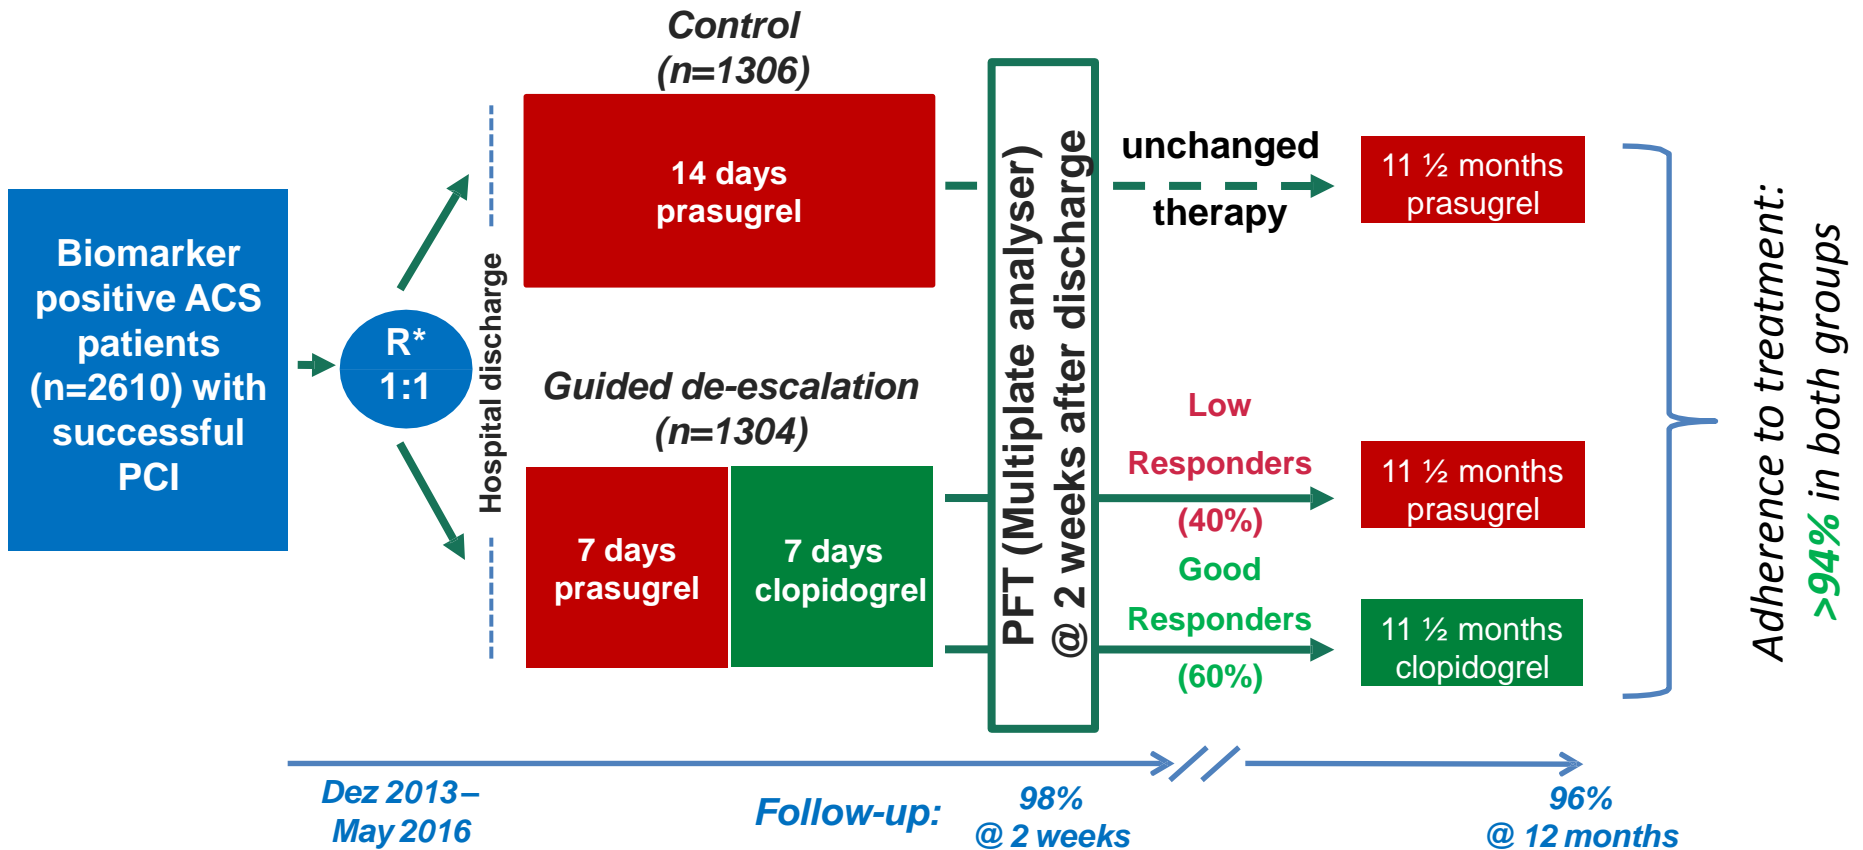 Biomarker
positive ACS
patients
(n=2610) with
successful
PCI
R*
1:1
Hospital discharge
Control
(n=1306)
14 days
prasugrel
Guided de-escalation
(n=1304)
7 days
prasugrel
7 days
clopidogrel
PFT (Multiplate analyser)
@ 2 weeks after discharge
unchanged
therapy
11 ½ months
prasugrel
Low
Responders
(40%)
11 ½ months
prasugrel
Good
Responders
(60%)
11 ½ months
clopidogrel
Adherence to treatment:
>94% in both groups
Dez 2013–
May 2016
Follow-up:
98%
@ 2 weeks
96%
@ 12 months